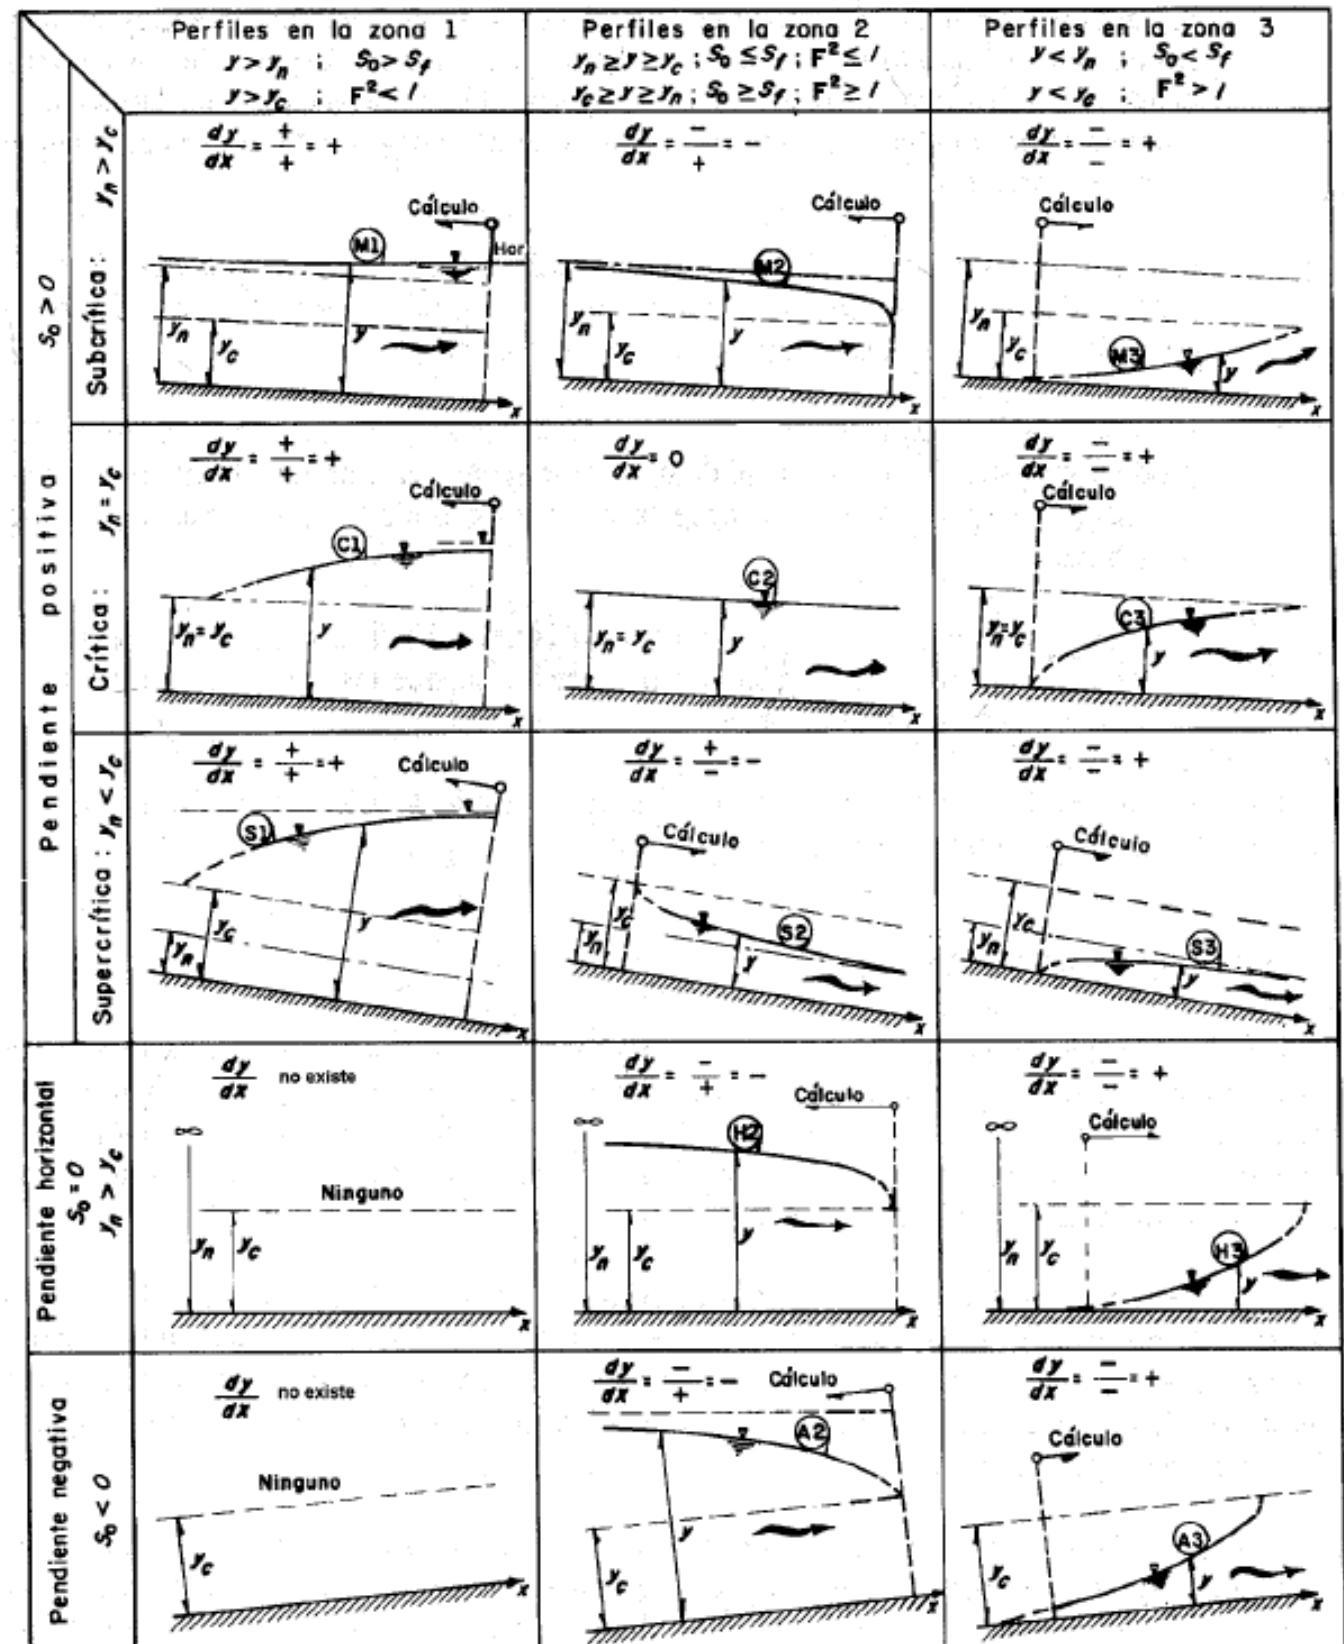 Perfiles en la zona 1
y > yn ; S₀ > Sf
y > yc ; F² < 1
Perfiles en la zona 2
yn ≥ y ≥ yc ; S₀ ≤ Sf ; F² ≤ 1
yc ≥ y ≥ yn ; S₀ ≥ Sf ; F² ≥ 1
Perfiles en la zona 3
y < yn ; S₀ < Sf
y < yc ; F² > 1
Pendiente positiva
S₀ > 0
Subcrítica : yn > yc
dy/dx = +/+ = +
Cálculo
M1
Hor.
yn
yc
y
x
dy/dx = -/+ = -
Cálculo
M2
yn
yc
y
x
dy/dx = -/- = +
Cálculo
M3
yn
yc
y
x
Crítica : yn = yc
dy/dx = +/+ = +
Cálculo
C1
yn = yc
y
x
dy/dx = 0
C2
yn = yc
y
x
dy/dx = -/- = +
Cálculo
C3
yn = yc
y
x
Supercrítica : yn < yc
dy/dx = +/+ = +
Cálculo
S1
yn
yc
y
x
dy/dx = +/- = -
Cálculo
S2
yn
yc
y
x
dy/dx = -/- = +
Cálculo
S3
yn
yc
y
x
Pendiente horizontal
S₀ = 0
yn > yc
dy/dx no existe
∞
Ninguno
yn
yc
x
dy/dx = -/+ = -
Cálculo
∞
H2
yn
yc
y
x
dy/dx = -/- = +
Cálculo
∞
H3
yn
yc
y
x
Pendiente negativa
S₀ < 0
dy/dx no existe
Ninguno
yc
x
dy/dx = -/+ = -
Cálculo
A2
yc
y
x
dy/dx = -/- = +
Cálculo
A3
yc
y
x